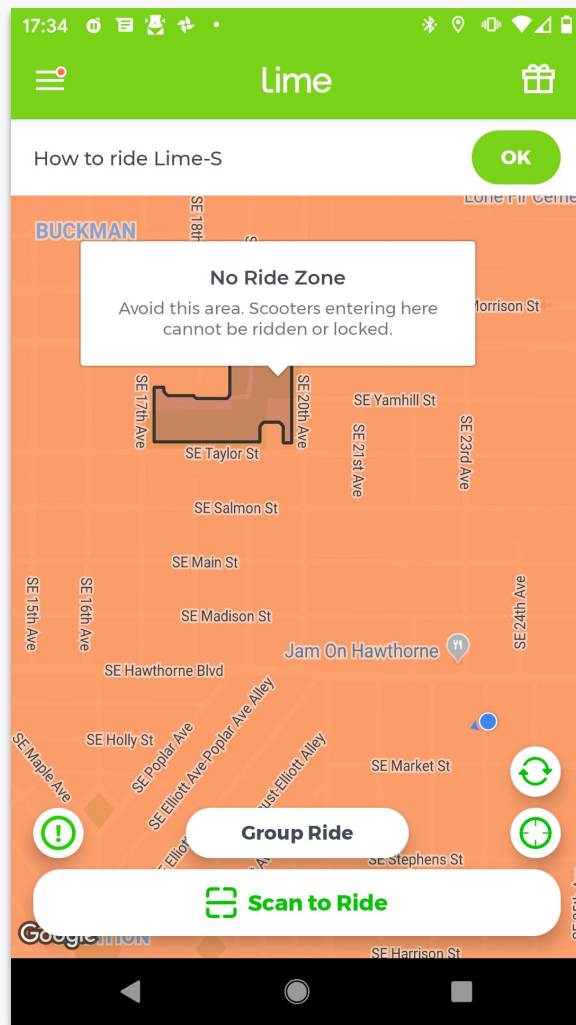 17:34
Lime
How to ride Lime-S
OK
BUCKMAN
SE 18th
No Ride Zone
Avoid this area. Scooters entering here
cannot be ridden or locked.
Morrison St
SE 17th Ave
SE 20th Ave
SE Yamhill St
SE 21st Ave
SE 23rd Ave
SE Taylor St
SE Salmon St
SE Main St
SE 15th Ave
SE 16th Ave
SE 24th Ave
SE Madison St
Jam On Hawthorne
SE Hawthorne Blvd
SE Holly St
SE Maple Ave
SE Poplar Ave
SE Elliott Ave-Poplar Ave Alley
ust-Elliott Alley
SE Market St
Group Ride
SE Stephens St
Scan to Ride
Google
SE Harrison St